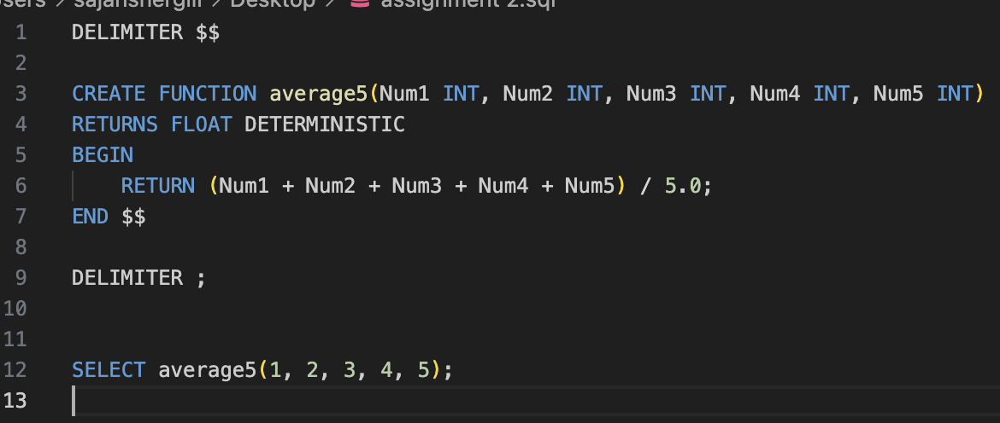 sajanshergill > Desktop > assignment 2.sql
1 DELIMITER $$
2
3 CREATE FUNCTION average5(Num1 INT, Num2 INT, Num3 INT, Num4 INT, Num5 INT)
4 RETURNS FLOAT DETERMINISTIC
5 BEGIN
6 RETURN (Num1 + Num2 + Num3 + Num4 + Num5) / 5.0;
7 END $$
8
9 DELIMITER ;
10
11
12 SELECT average5(1, 2, 3, 4, 5);
13